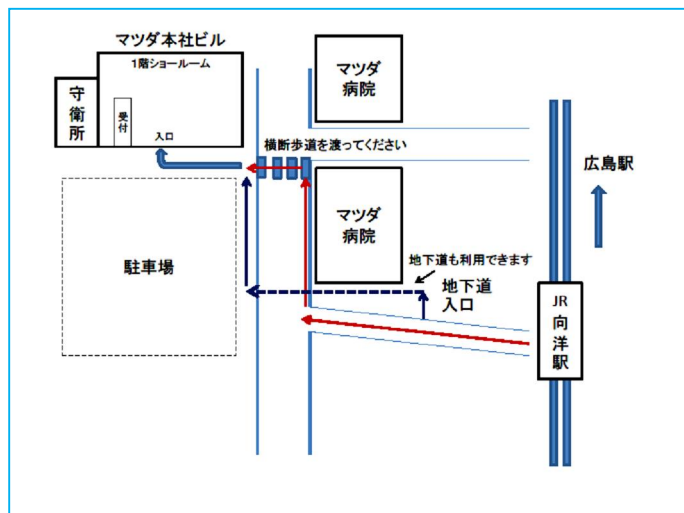 マツダ本社ビル
1階ショールーム
守衛所
受付
入口
マツダ
病院
横断歩道を渡ってください
広島駅
マツダ
病院
駐車場
地下道も利用できます
地下道
入口
JR
向洋駅